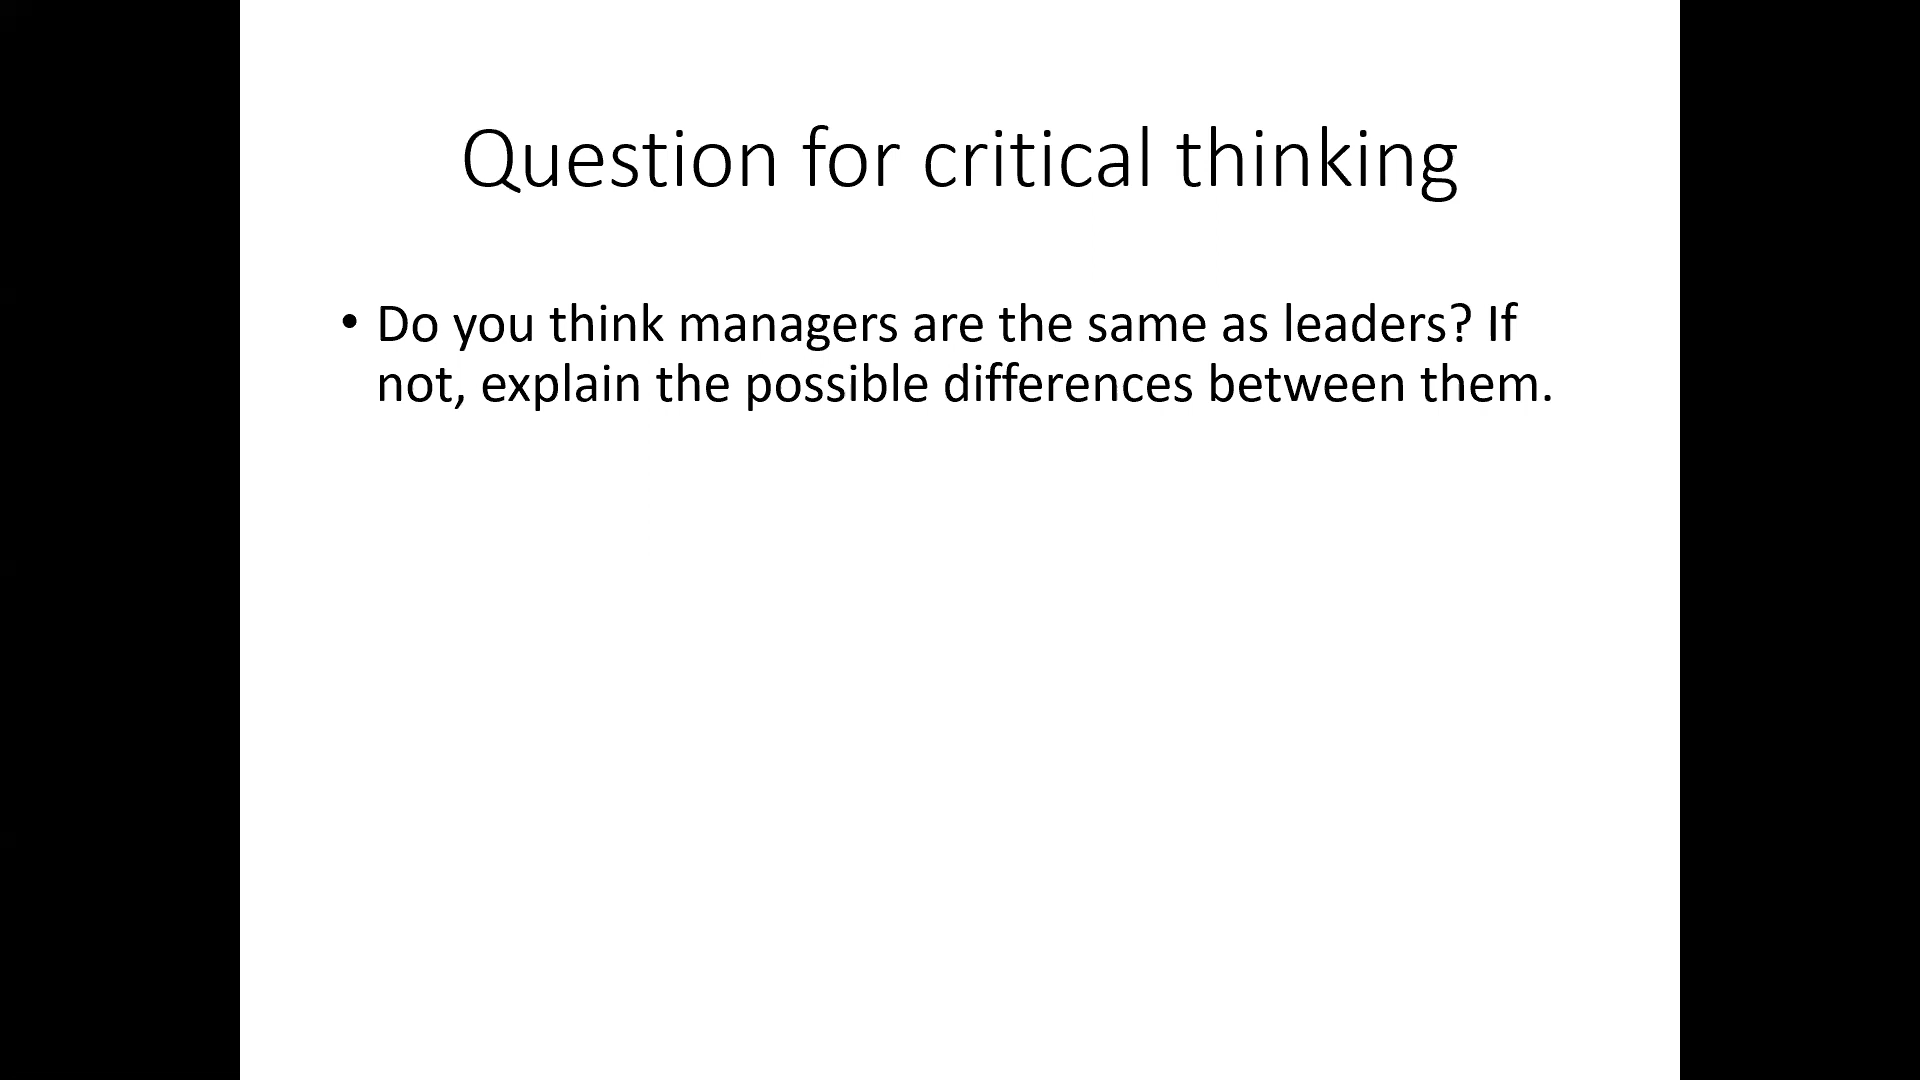 Question for critical thinking
• Do you think managers are the same as leaders? If
not, explain the possible differences between them.